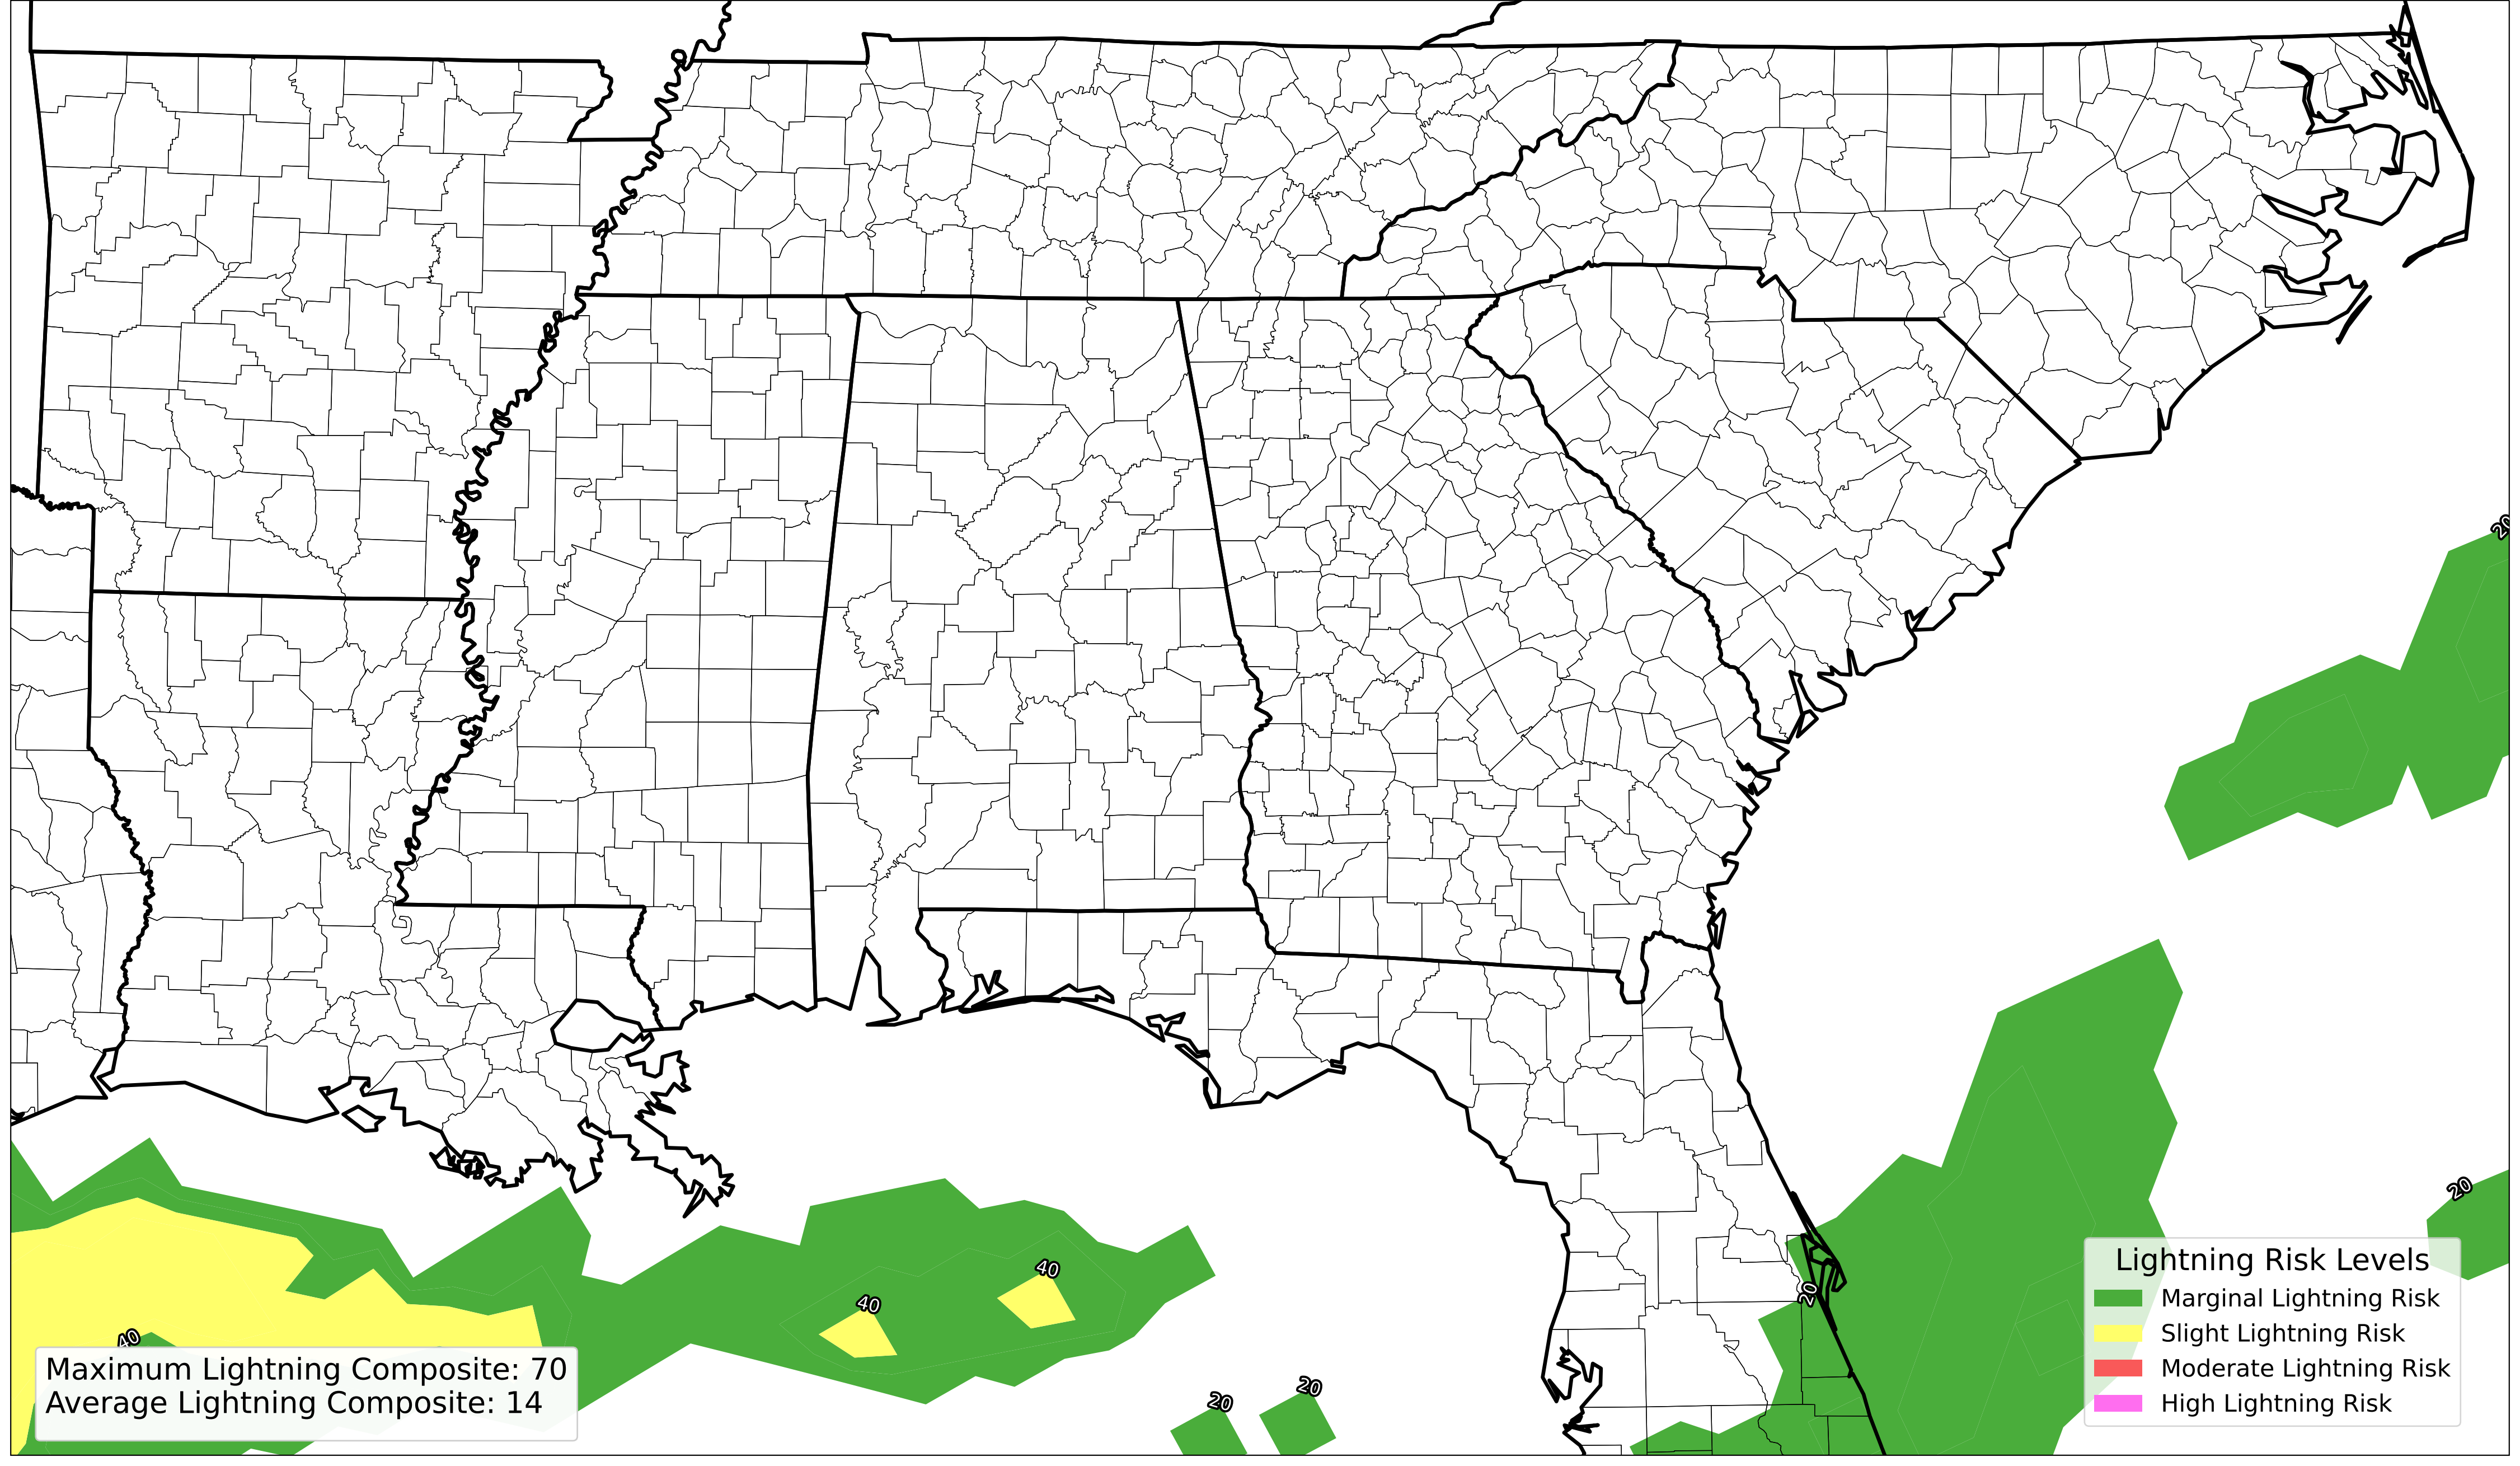 20
20
20
40
40
40
20
20
Lightning Risk Levels
Marginal Lightning Risk
Slight Lightning Risk
Moderate Lightning Risk
High Lightning Risk
Maximum Lightning Composite: 70
Average Lightning Composite: 14